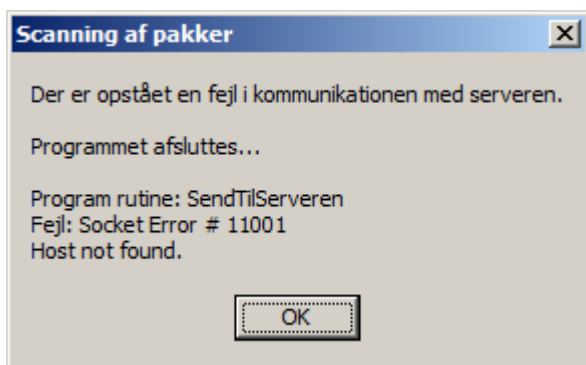 Scanning af pakker
Der er opstået en fejl i kommunikationen med serveren.
Programmet afsluttes...
Program rutine: SendTilServeren
Fejl: Socket Error # 11001
Host not found.
OK